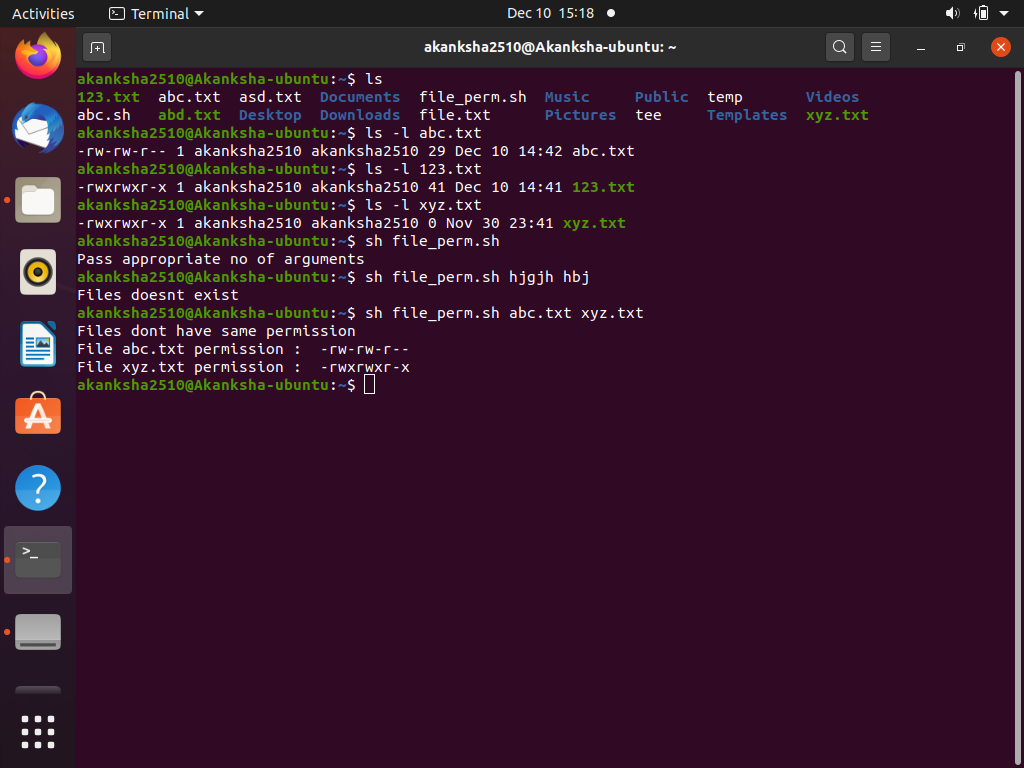 Activities Terminal Dec 10 15:18
akanksha2510@Akanksha-ubuntu: ~
akanksha2510@Akanksha-ubuntu:~$ ls
123.txt abc.txt asd.txt Documents file_perm.sh Music Public temp Videos
abc.sh abd.txt Desktop Downloads file.txt Pictures tee Templates xyz.txt
akanksha2510@Akanksha-ubuntu:~$ ls -l abc.txt
-rw-rw-r-- 1 akanksha2510 akanksha2510 29 Dec 10 14:42 abc.txt
akanksha2510@Akanksha-ubuntu:~$ ls -l 123.txt
-rwxrwxr-x 1 akanksha2510 akanksha2510 41 Dec 10 14:41 123.txt
akanksha2510@Akanksha-ubuntu:~$ ls -l xyz.txt
-rwxrwxr-x 1 akanksha2510 akanksha2510 0 Nov 30 23:41 xyz.txt
akanksha2510@Akanksha-ubuntu:~$ sh file_perm.sh
Pass appropriate no of arguments
akanksha2510@Akanksha-ubuntu:~$ sh file_perm.sh hjgjh hbj
Files doesnt exist
akanksha2510@Akanksha-ubuntu:~$ sh file_perm.sh abc.txt xyz.txt
Files dont have same permission
File abc.txt permission :  -rw-rw-r--
File xyz.txt permission :  -rwxrwxr-x
akanksha2510@Akanksha-ubuntu:~$